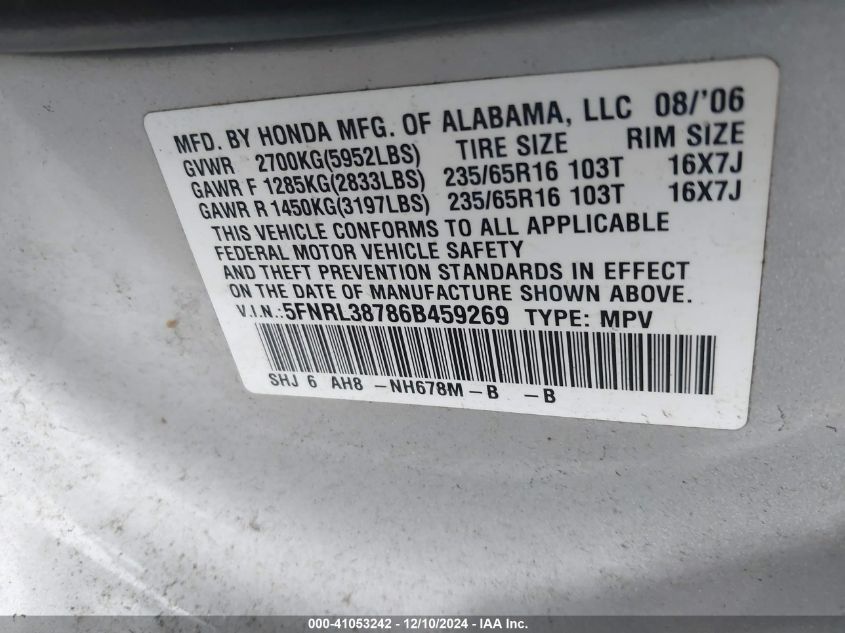 MFD. BY HONDA MFG. OF ALABAMA, LLC 08/'06
GVWR 2700KG(5952LBS) TIRE SIZE RIM SIZE
GAWR F 1285KG(2833LBS) 235/65R16 103T 16X7J
GAWR R 1450KG(3197LBS) 235/65R16 103T 16X7J
THIS VEHICLE CONFORMS TO ALL APPLICABLE
FEDERAL MOTOR VEHICLE SAFETY
AND THEFT PREVENTION STANDARDS IN EFFECT
ON THE DATE OF MANUFACTURE SHOWN ABOVE.
V.I.N.: 5FNRL38786B459269 TYPE: MPV
SHJ 6 AH8 -NH678M-B -B
000-41053242 - 12/10/2024 - IAA Inc.